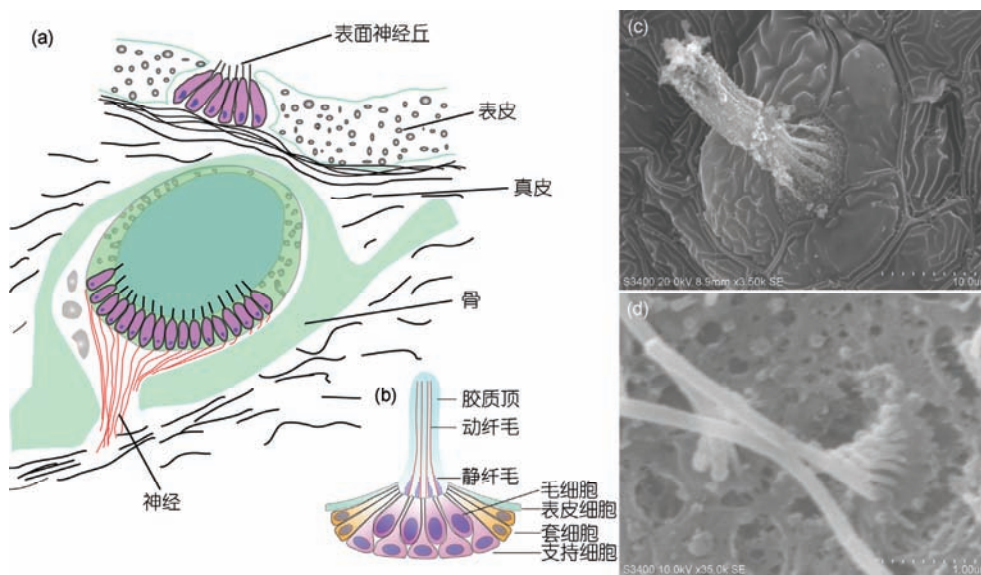 (a)
表面神经丘
表皮
真皮
骨
神经
(b)
胶质顶
动纤毛
静纤毛
毛细胞
表皮细胞
套细胞
支持细胞
(c)
S3400 20.0kV 8.9mm x3.50k SE
10.0um
(d)
S3400 10.0kV x35.0k SE
1.00um